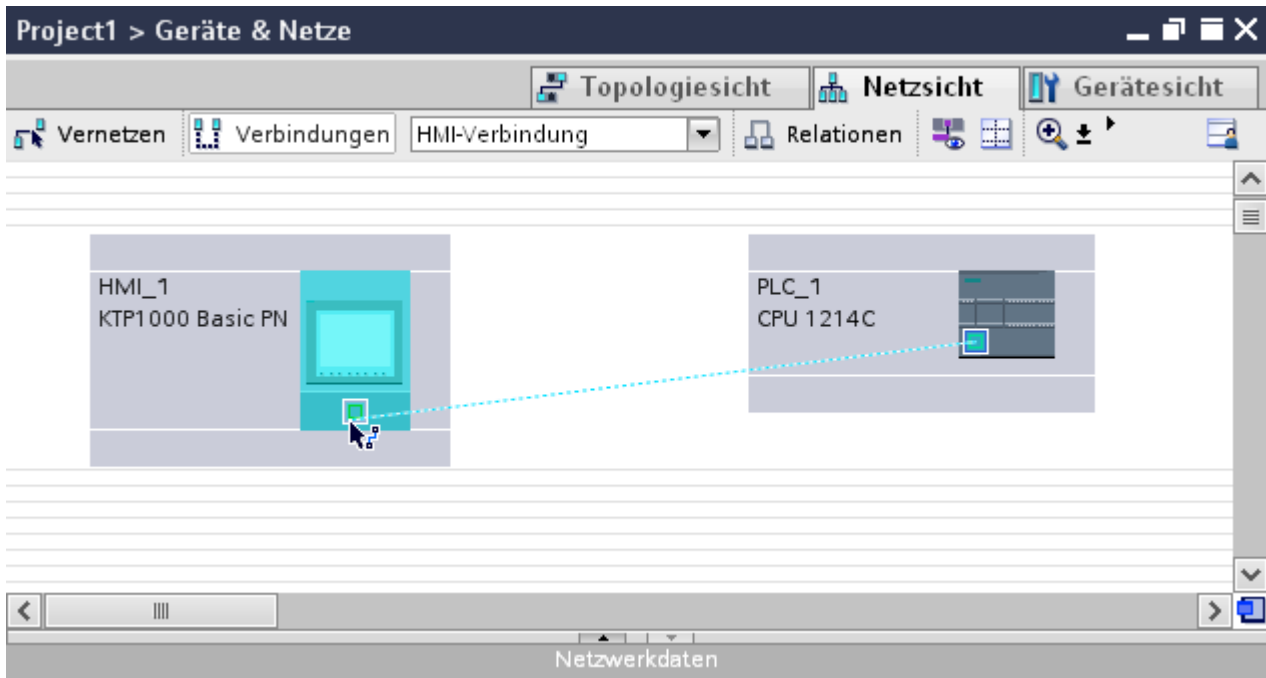 Project1 > Geräte & Netze
Topologiesicht
Netzsicht
Gerätesicht
Vernetzen
Verbindungen
HMI-Verbindung
Relationen
HMI_1
KTP1000 Basic PN
PLC_1
CPU 1214C
Netzwerkdaten